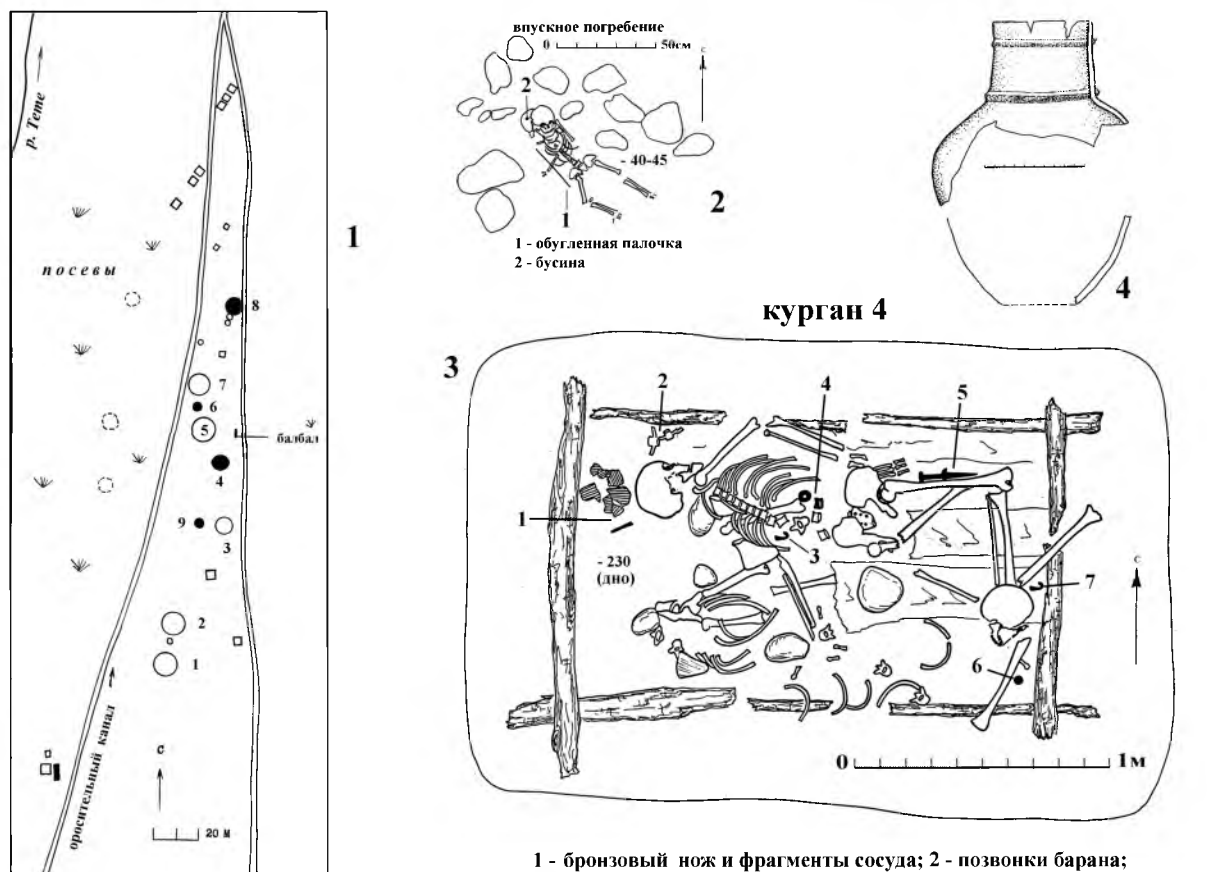 р. Тете
посевы
1
8
7
6
5
балбал
4
9
3
2
1
оросительный канал
с
20 м
впускное погребение
0 50см
с
2
- 40-45
1
2
1 - обугленная палочка
2 - бусина
4
курган 4
3
2
4
5
1
3
- 230
(дно)
7
с
6
0 1м
1 - бронзовый нож и фрагменты сосуда; 2 - позвонки барана;